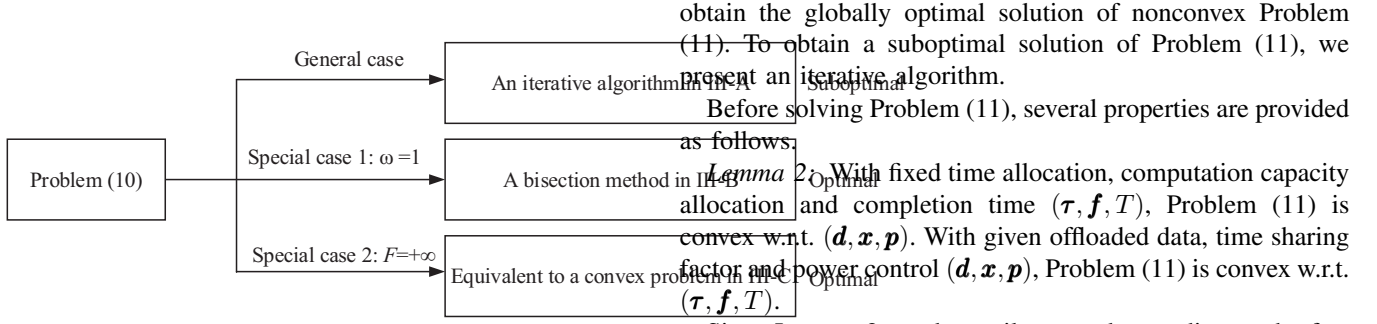 General case
An iterative algorithm in III-A
Suboptimal
Problem (10)
Special case 1: ω =1
A bisection method in III-B
Optimal
Special case 2: F=+∞
Equivalent to a convex problem in III-C
Optimal
obtain the globally optimal solution of nonconvex Problem
(11). To obtain a suboptimal solution of Problem (11), we
present an iterative algorithm.
Before solving Problem (11), several properties are provided
as follows.
Lemma 2: With fixed time allocation, computation capacity
allocation and completion time (τ, f, T), Problem (11) is
convex w.r.t. (d, x, p). With given offloaded data, time sharing
factor and power control (d, x, p), Problem (11) is convex w.r.t.
(τ, f, T).